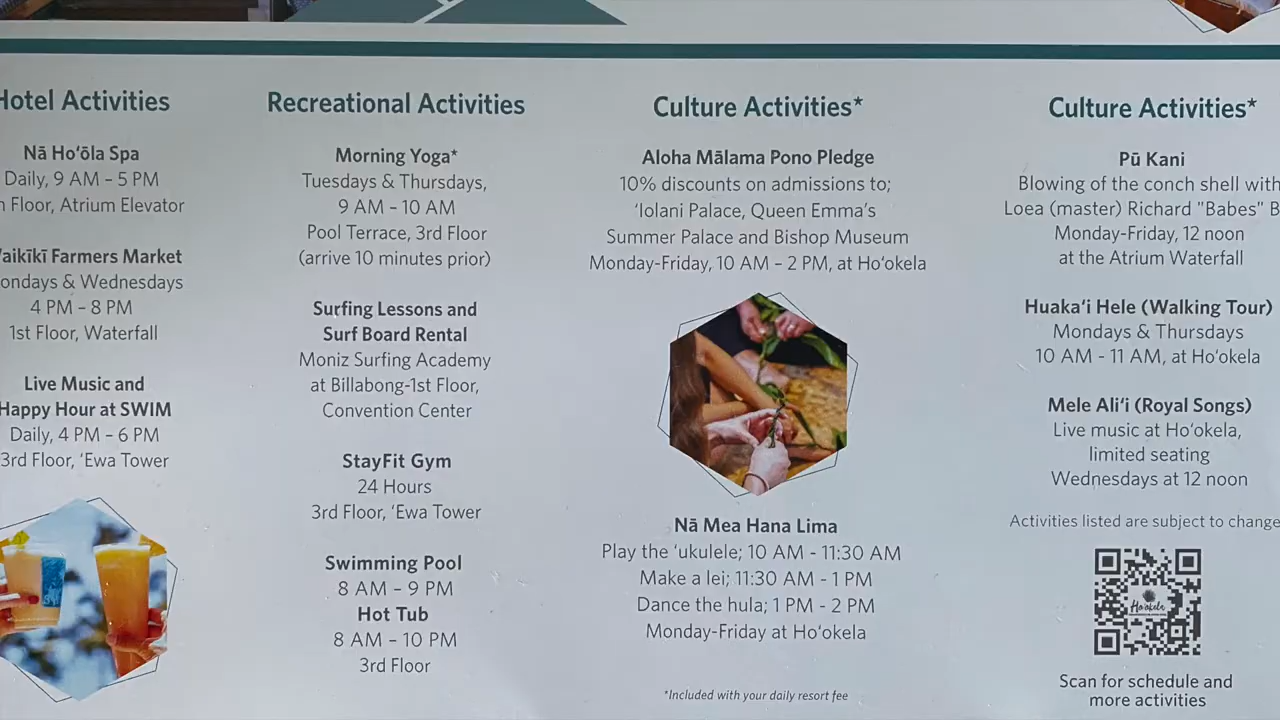 Hotel Activities
Nā Hoʻōla Spa
Daily, 9 AM – 5 PM
Floor, Atrium Elevator
Waikīkī Farmers Market
Mondays & Wednesdays
4 PM – 8 PM
1st Floor, Waterfall
Live Music and
Happy Hour at SWIM
Daily, 4 PM – 6 PM
3rd Floor, ʻEwa Tower
Recreational Activities
Morning Yoga*
Tuesdays & Thursdays,
9 AM – 10 AM
Pool Terrace, 3rd Floor
(arrive 10 minutes prior)
Surfing Lessons and
Surf Board Rental
Moniz Surfing Academy
at Billabong-1st Floor,
Convention Center
StayFit Gym
24 Hours
3rd Floor, ʻEwa Tower
Swimming Pool
8 AM – 9 PM
Hot Tub
8 AM – 10 PM
3rd Floor
Culture Activities*
Aloha Mālama Pono Pledge
10% discounts on admissions to;
ʻIolani Palace, Queen Emma's
Summer Palace and Bishop Museum
Monday-Friday, 10 AM – 2 PM, at Hoʻokela
Nā Mea Hana Lima
Play the ʻukulele; 10 AM - 11:30 AM
Make a lei; 11:30 AM - 1 PM
Dance the hula; 1 PM - 2 PM
Monday-Friday at Hoʻokela
*Included with your daily resort fee
Culture Activities*
Pū Kani
Blowing of the conch shell with
Loea (master) Richard "Babes" B
Monday-Friday, 12 noon
at the Atrium Waterfall
Huakaʻi Hele (Walking Tour)
Mondays & Thursdays
10 AM - 11 AM, at Hoʻokela
Mele Aliʻi (Royal Songs)
Live music at Hoʻokela,
limited seating
Wednesdays at 12 noon
Activities listed are subject to change
Hoʻokela
Scan for schedule and
more activities